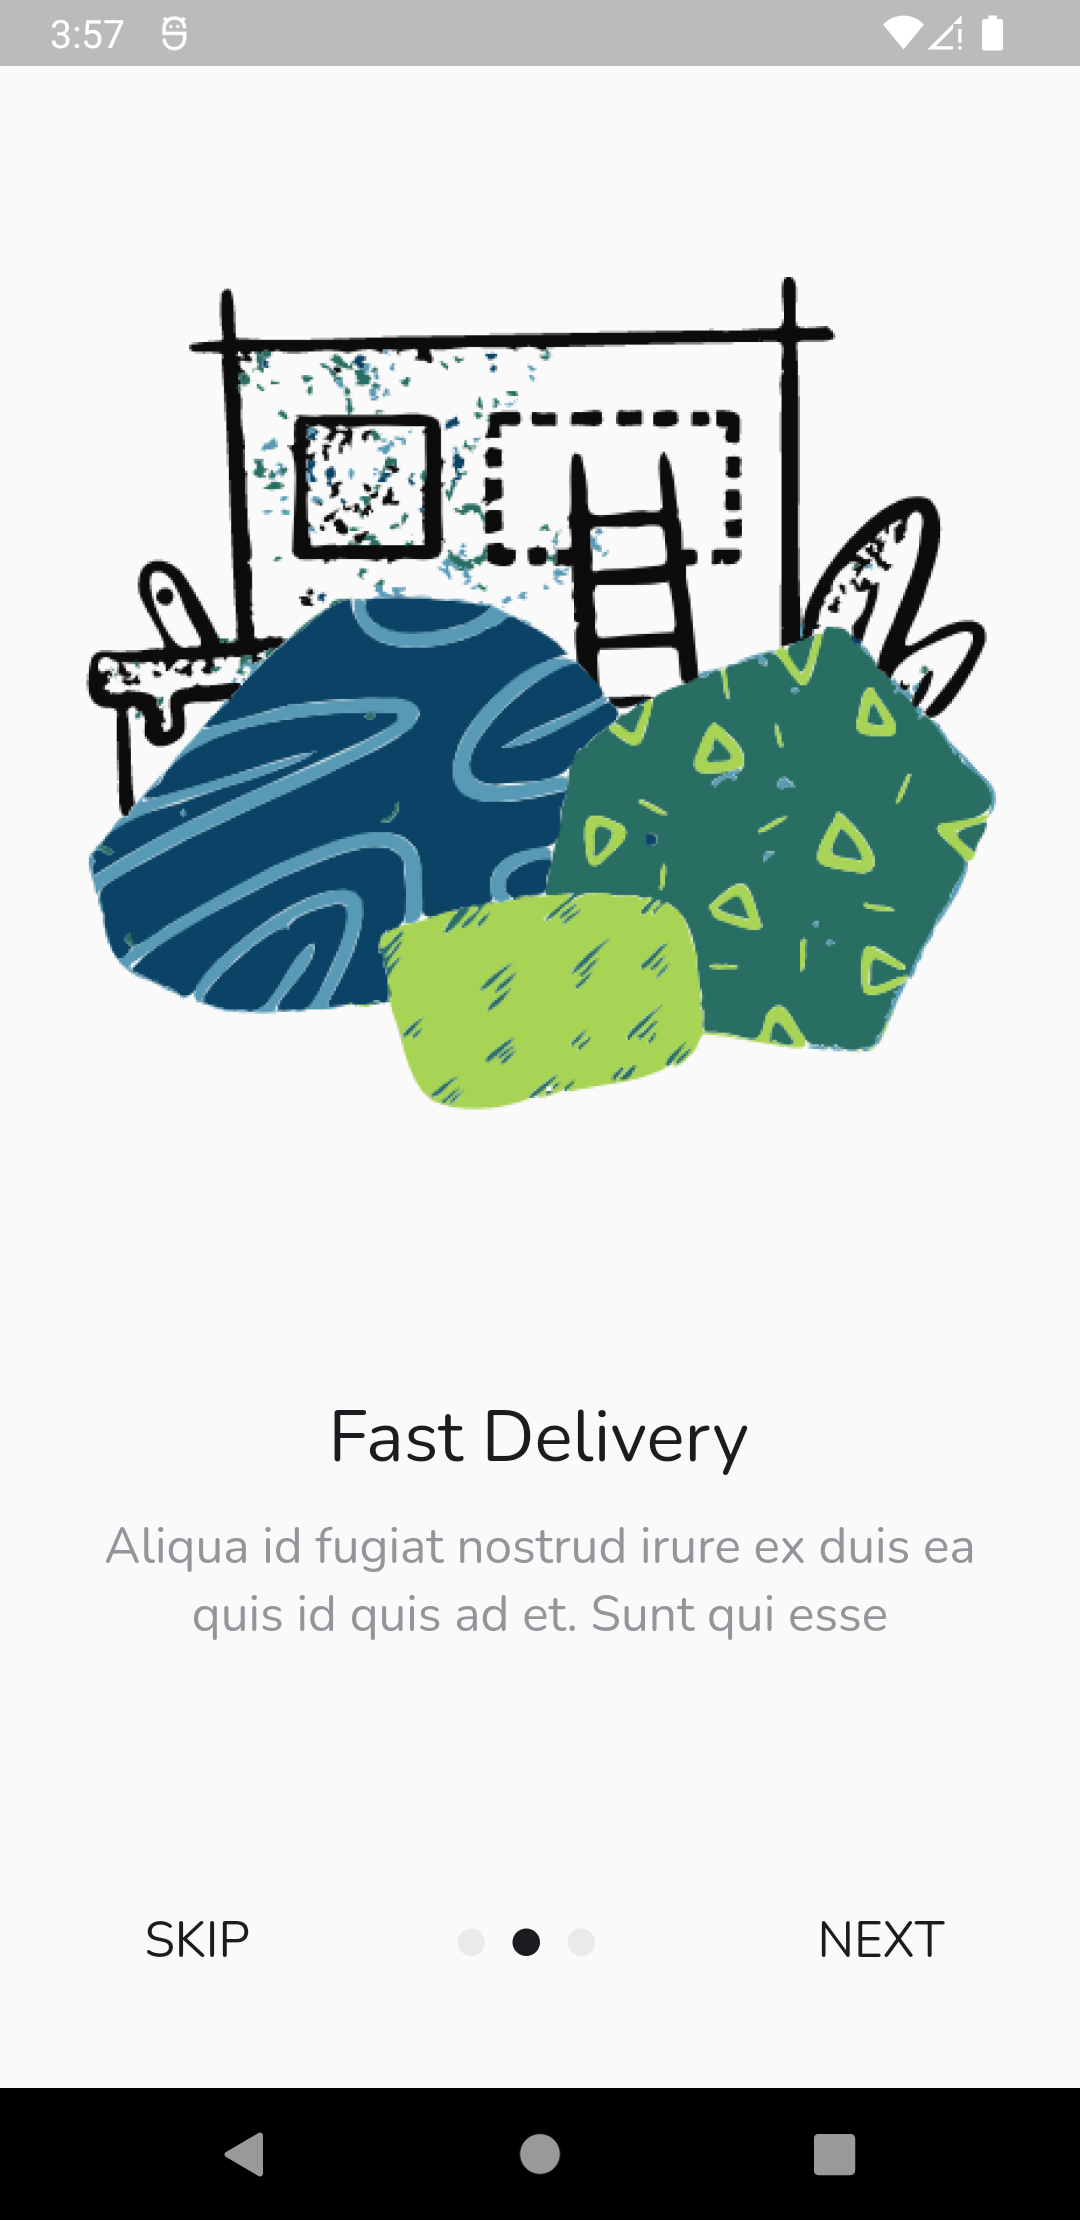 3:57
Fast Delivery
Aliqua id fugiat nostrud irure ex duis ea
quis id quis ad et. Sunt qui esse
SKIP
NEXT